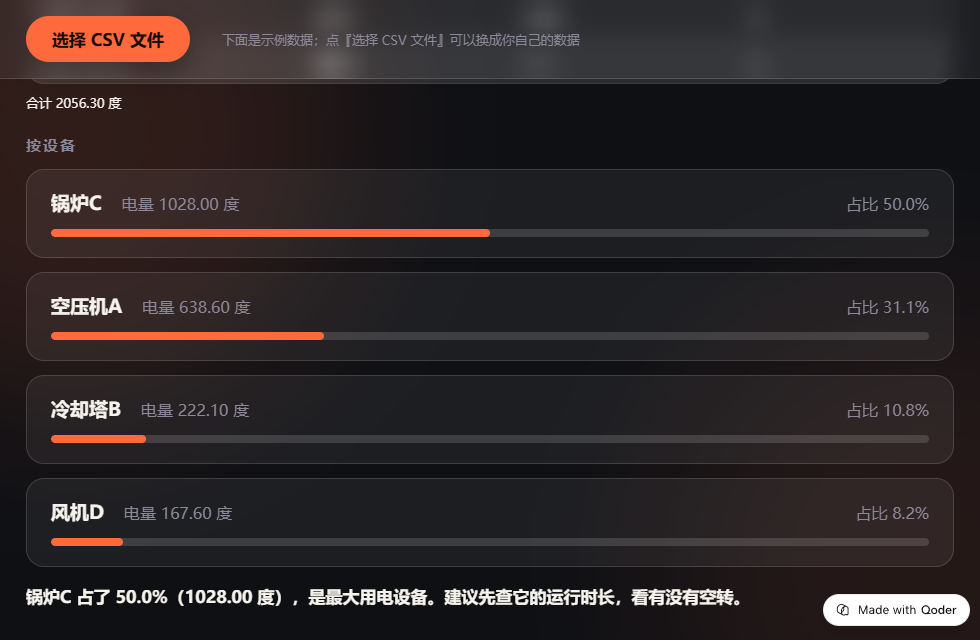 选择 CSV 文件
下面是示例数据；点『选择 CSV 文件』可以换成你自己的数据
合计 2056.30 度
按设备
锅炉C 电量 1028.00 度 占比 50.0%
空压机A 电量 638.60 度 占比 31.1%
冷却塔B 电量 222.10 度 占比 10.8%
风机D 电量 167.60 度 占比 8.2%
锅炉C 占了 50.0%（1028.00 度），是最大用电设备。建议先查它的运行时长，看有没有空转。
Made with Qoder